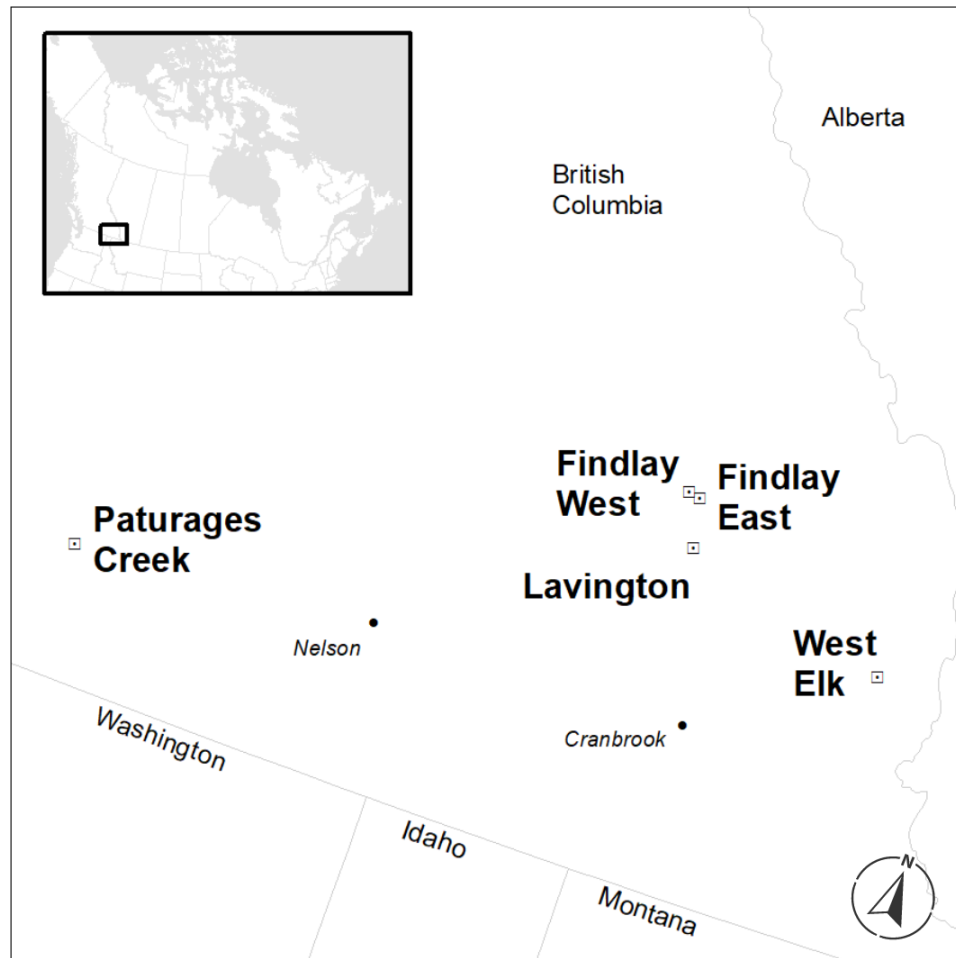 Alberta
British
Columbia
Findlay
West
Findlay
East
Paturages
Creek
Lavington
Nelson
West
Elk
Cranbrook
Washington
Idaho
Montana
N